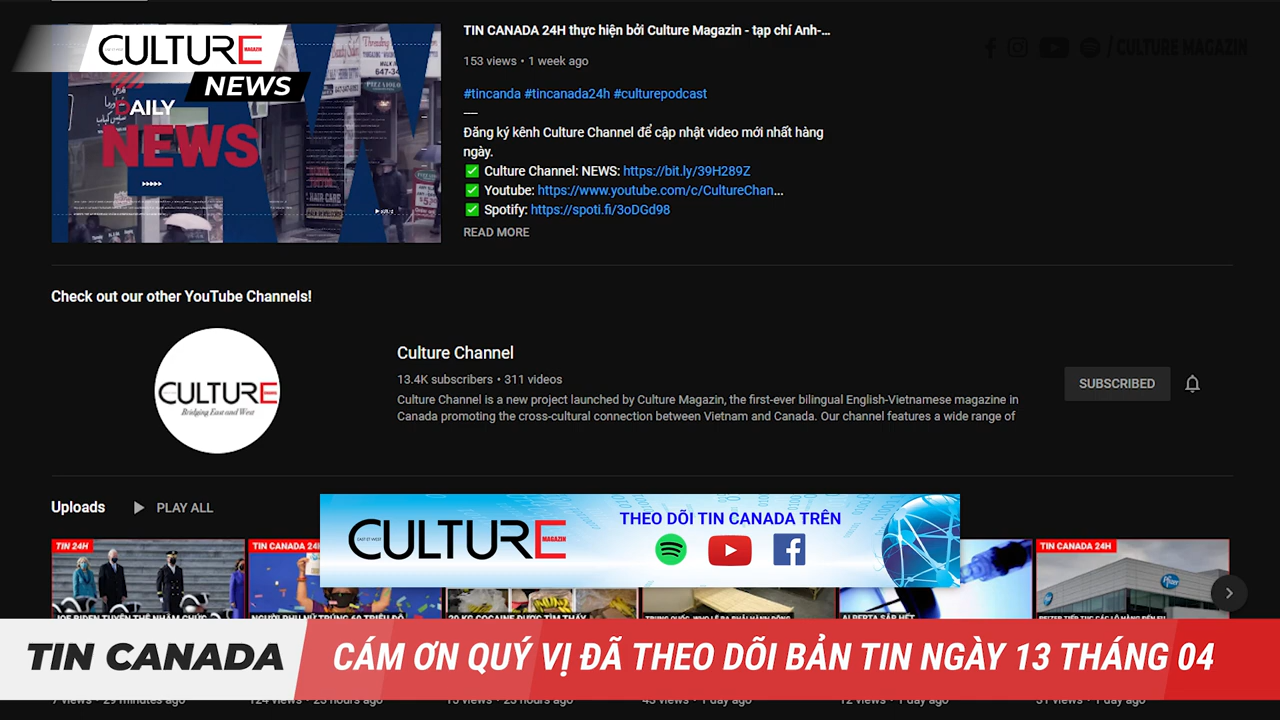 CULTURE
MAGAZIN
NEWS
DAILY
NEWS
TIN CANADA 24H thực hiện bởi Culture Magazin - tạp chí Anh-...
153 views • 1 week ago
#tincanda #tincanada24h #culturepodcast
Đăng ký kênh Culture Channel để cập nhật video mới nhất hàng
ngày.
✅ Culture Channel: NEWS: https://bit.ly/39H289Z
✅ Youtube: https://www.youtube.com/c/CultureChan...
✅ Spotify: https://spoti.fi/3oDGd98
READ MORE
/ CULTURE MAGAZIN
Check out our other YouTube Channels!
CULTURE
Bridging East and West
Culture Channel
13.4K subscribers • 311 videos
Culture Channel is a new project launched by Culture Magazin, the first-ever bilingual English-Vietnamese magazine in
Canada promoting the cross-cultural connection between Vietnam and Canada. Our channel features a wide range of
SUBSCRIBED
Uploads
PLAY ALL
CULTURE
EAST ET WEST
MAGAZIN
THEO DÕI TIN CANADA TRÊN
TIN 24H
TIN CANADA 24H
TIN CANADA 24H
Pfizer
TIN CANADA
CÁM ƠN QUÝ VỊ ĐÃ THEO DÕI BẢN TIN NGÀY 13 THÁNG 04